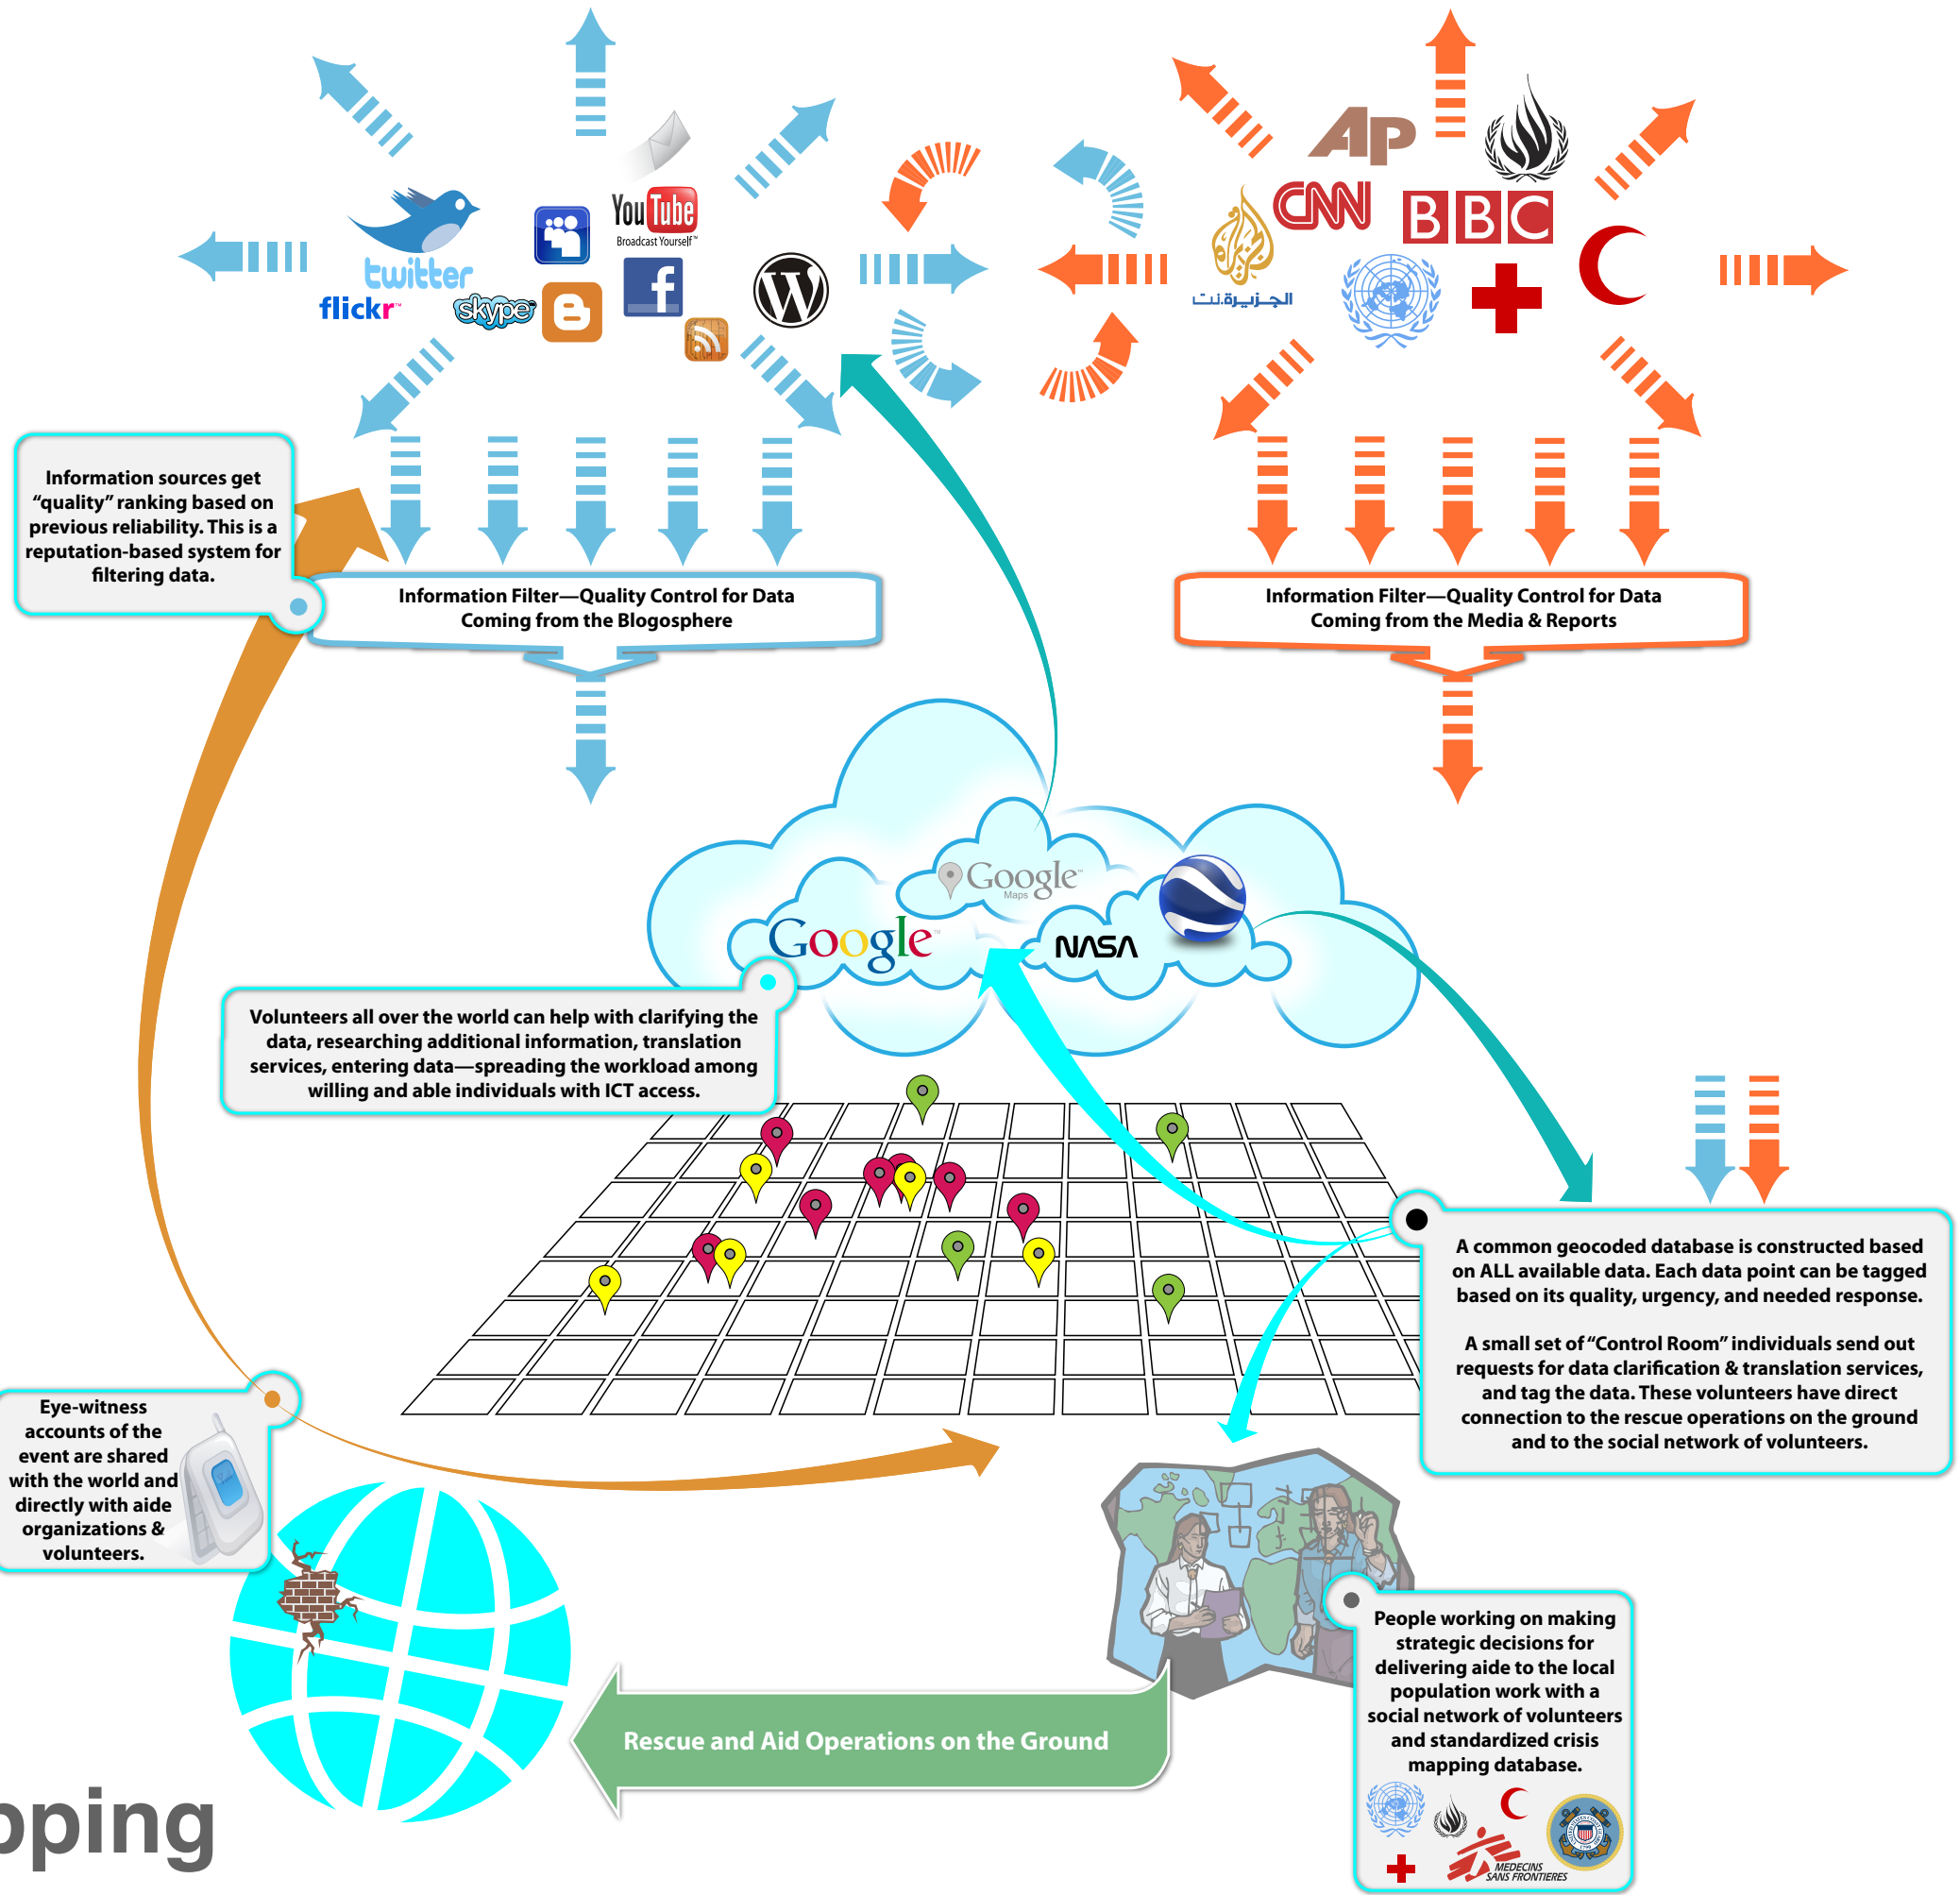 AP
YouTube
Broadcast Yourself™
CNN
BBC
twitter
flickr™
skype™
الجزيرة.نت
Information sources get
“quality” ranking based on
previous reliability. This is a
reputation-based system for
filtering data.
Information Filter—Quality Control for Data
Coming from the Blogosphere
Information Filter—Quality Control for Data
Coming from the Media & Reports
Google™
Maps
Google™
NASA
Volunteers all over the world can help with clarifying the
data, researching additional information, translation
services, entering data—spreading the workload among
willing and able individuals with ICT access.
A common geocoded database is constructed based
on ALL available data. Each data point can be tagged
based on its quality, urgency, and needed response.
A small set of “Control Room” individuals send out
requests for data clarification & translation services,
and tag the data. These volunteers have direct
connection to the rescue operations on the ground
and to the social network of volunteers.
Eye-witness
accounts of the
event are shared
with the world and
directly with aide
organizations &
volunteers.
People working on making
strategic decisions for
delivering aide to the local
population work with a
social network of volunteers
and standardized crisis
mapping database.
Rescue and Aid Operations on the Ground
MEDECINS
SANS FRONTIERES
pping